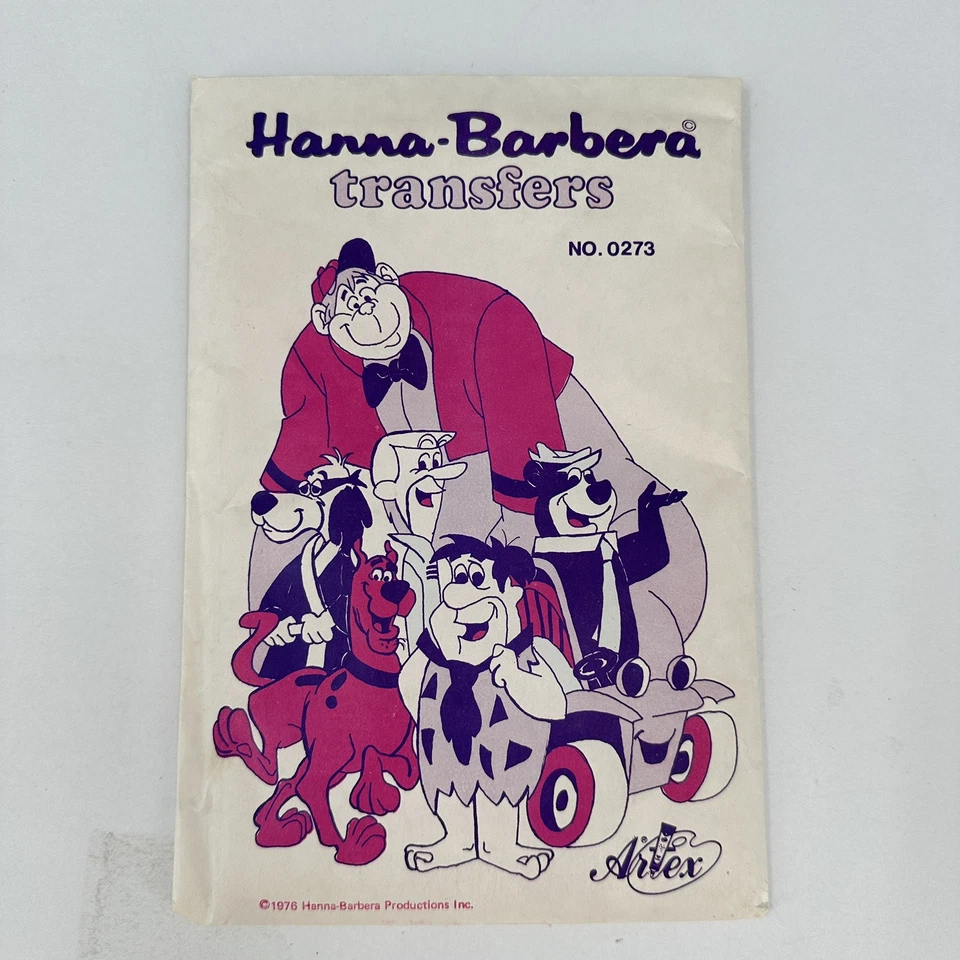 Hanna-Barbera©
transfers
NO. 0273
Artex®
©1976 Hanna-Barbera Productions Inc.